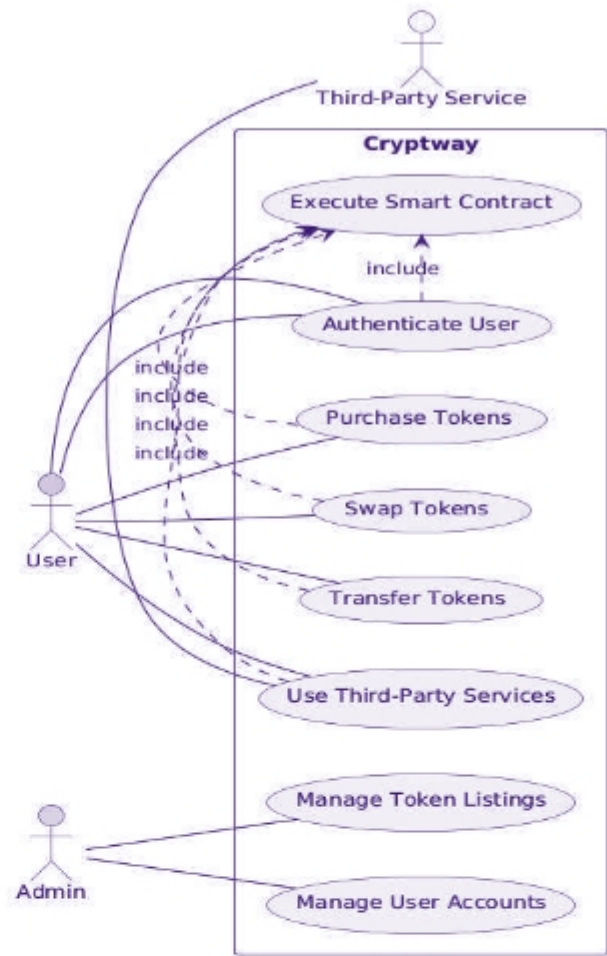 Third-Party Service
Cryptway
Execute Smart Contract
include
Authenticate User
include
include
include
include
Purchase Tokens
Swap Tokens
User
Transfer Tokens
Use Third-Party Services
Manage Token Listings
Admin
Manage User Accounts